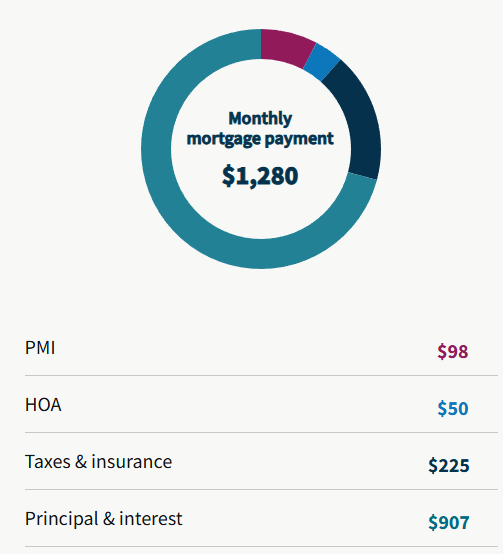 Monthly
mortgage payment
$1,280
PMI $98
HOA $50
Taxes & insurance $225
Principal & interest $907